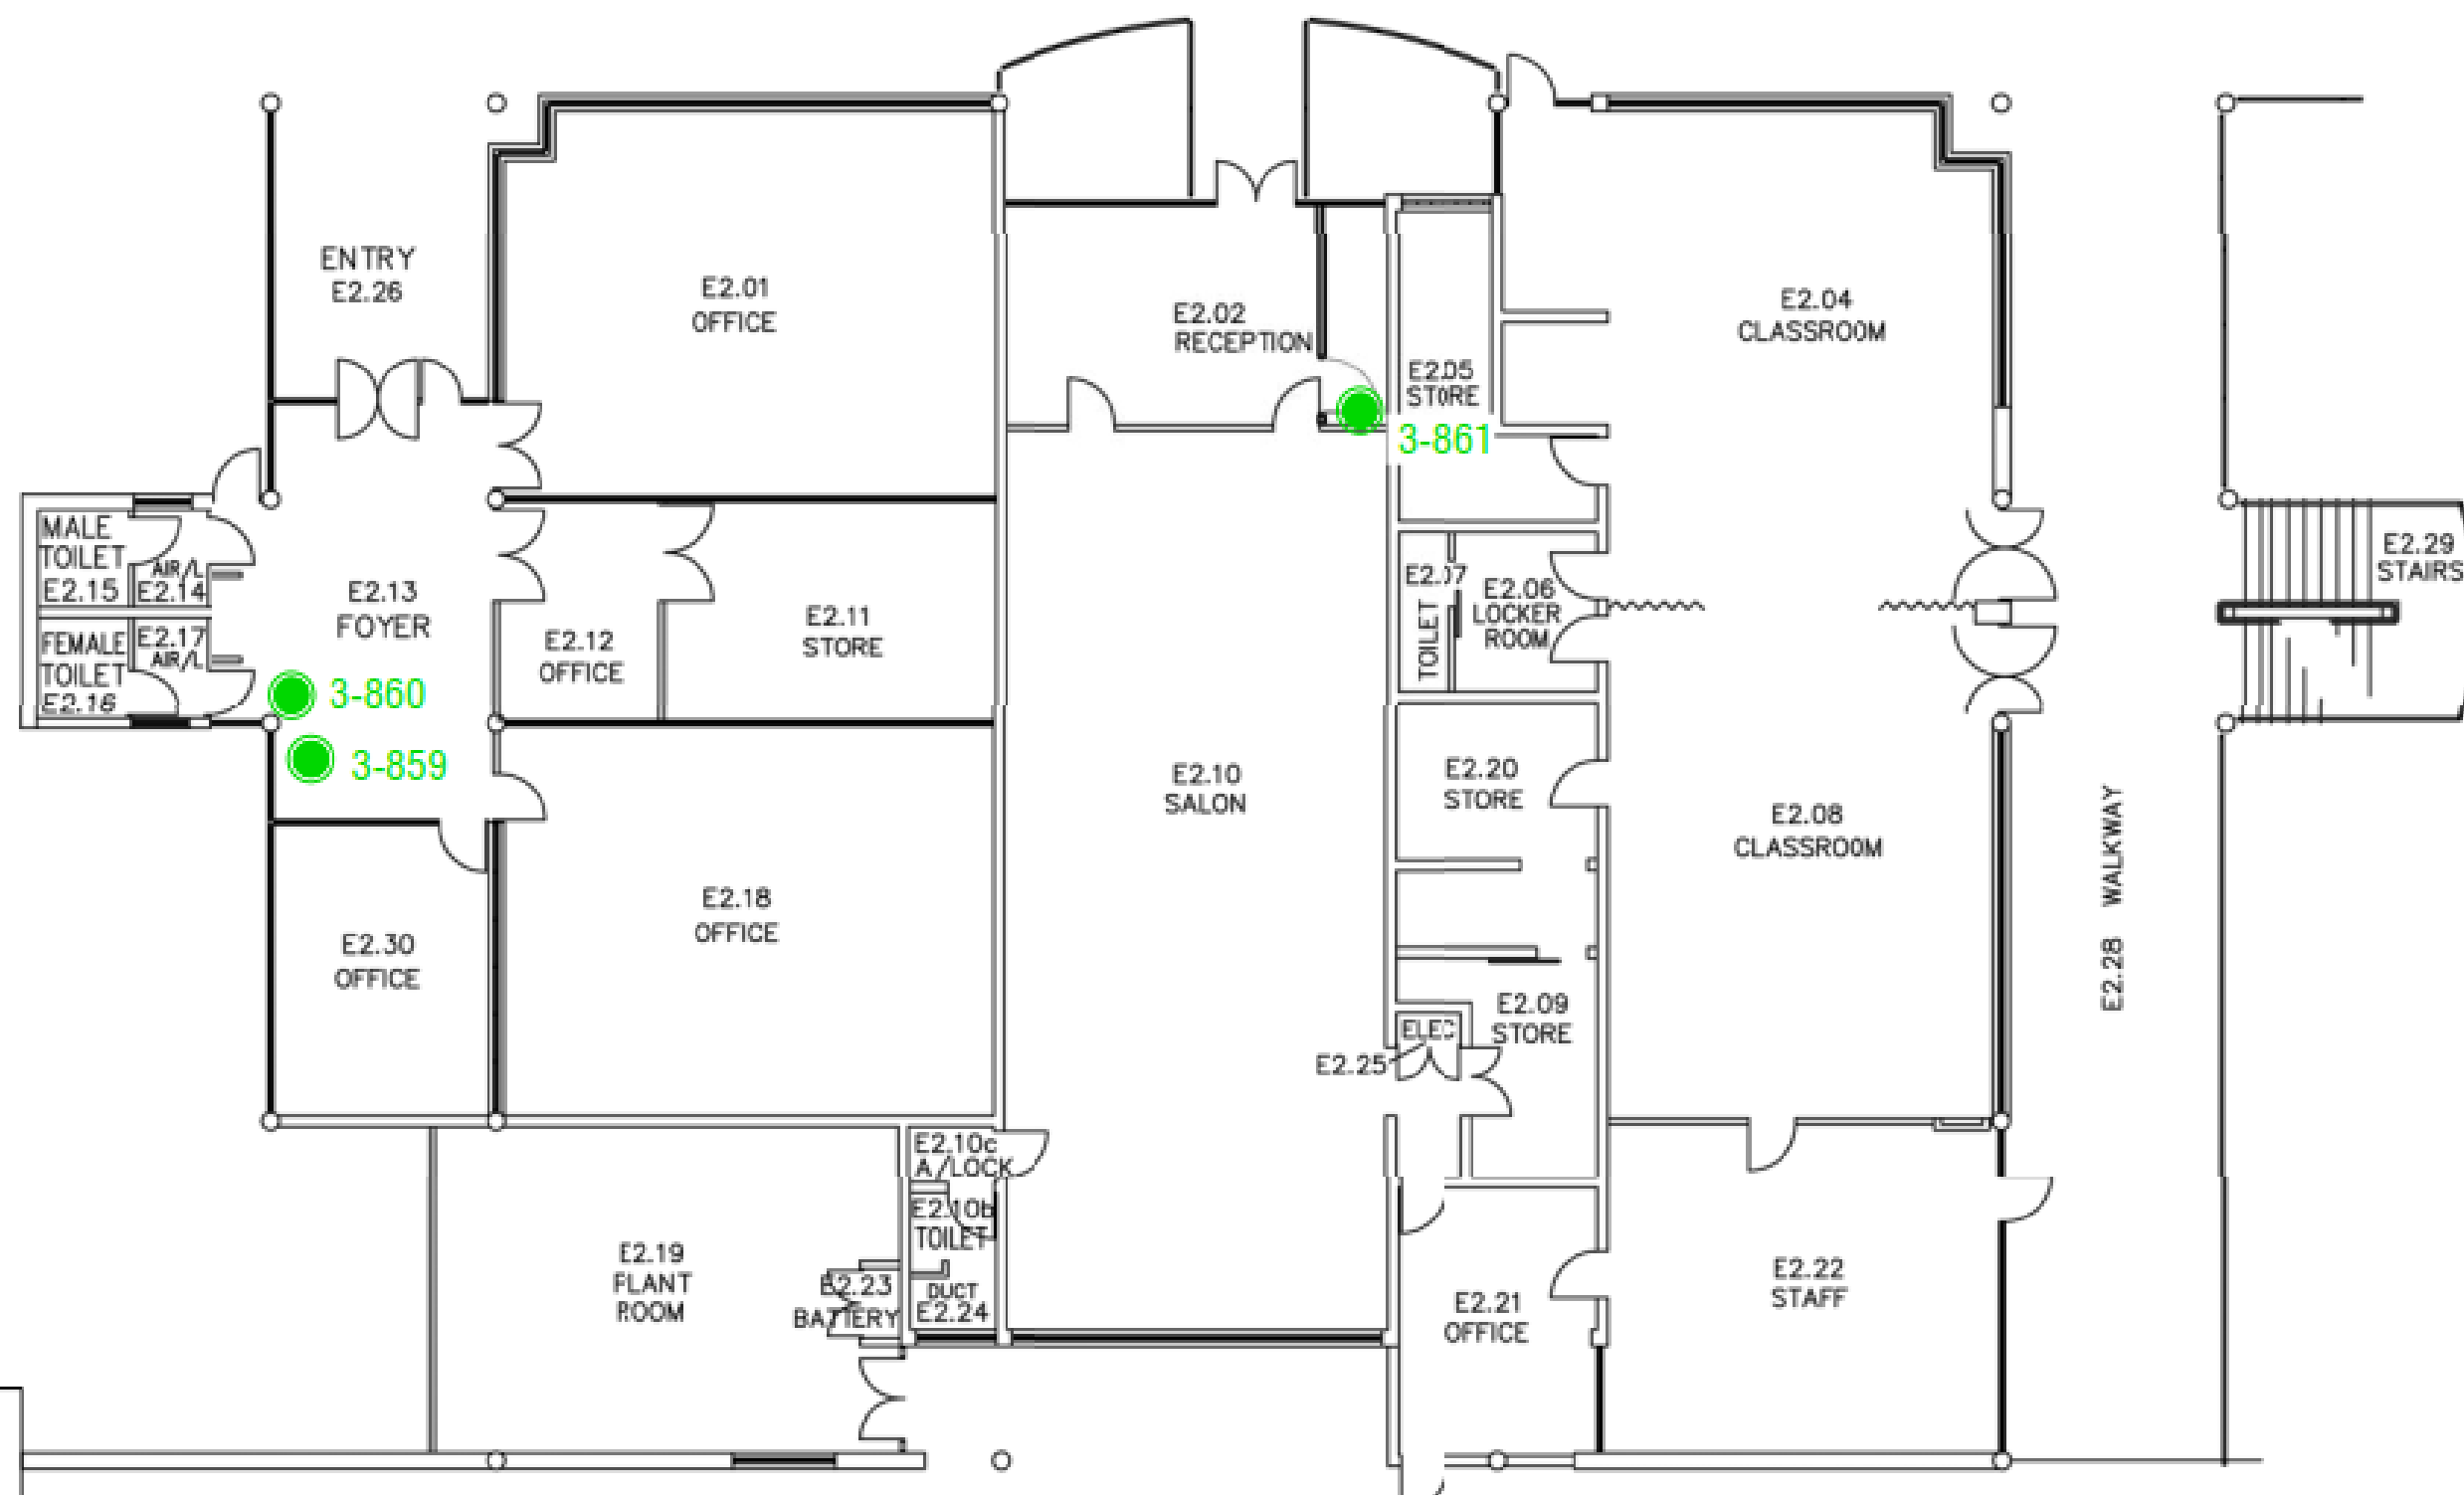 ENTRY
E2.26
E2.01
OFFICE
E2.02
RECEPTION
E2.05
STORE
3-861
E2.04
CLASSROOM
MALE
TOILET
E2.15
AIR/L
E2.14
E2.13
FOYER
FEMALE
TOILET
E2.16
E2.17
AIR/L
3-860
3-859
E2.12
OFFICE
E2.11
STORE
E2.07
TOILET
E2.06
LOCKER
ROOM
E2.29
STAIRS
E2.10
SALON
E2.20
STORE
E2.08
CLASSROOM
E2.28 WALKWAY
E2.18
OFFICE
E2.30
OFFICE
E2.09
STORE
ELEC
E2.25
E2.10c
A/LOCK
E2.10b
TOILET
DUCT
E2.24
E2.19
PLANT
ROOM
E2.23
BATTERY
E2.21
OFFICE
E2.22
STAFF